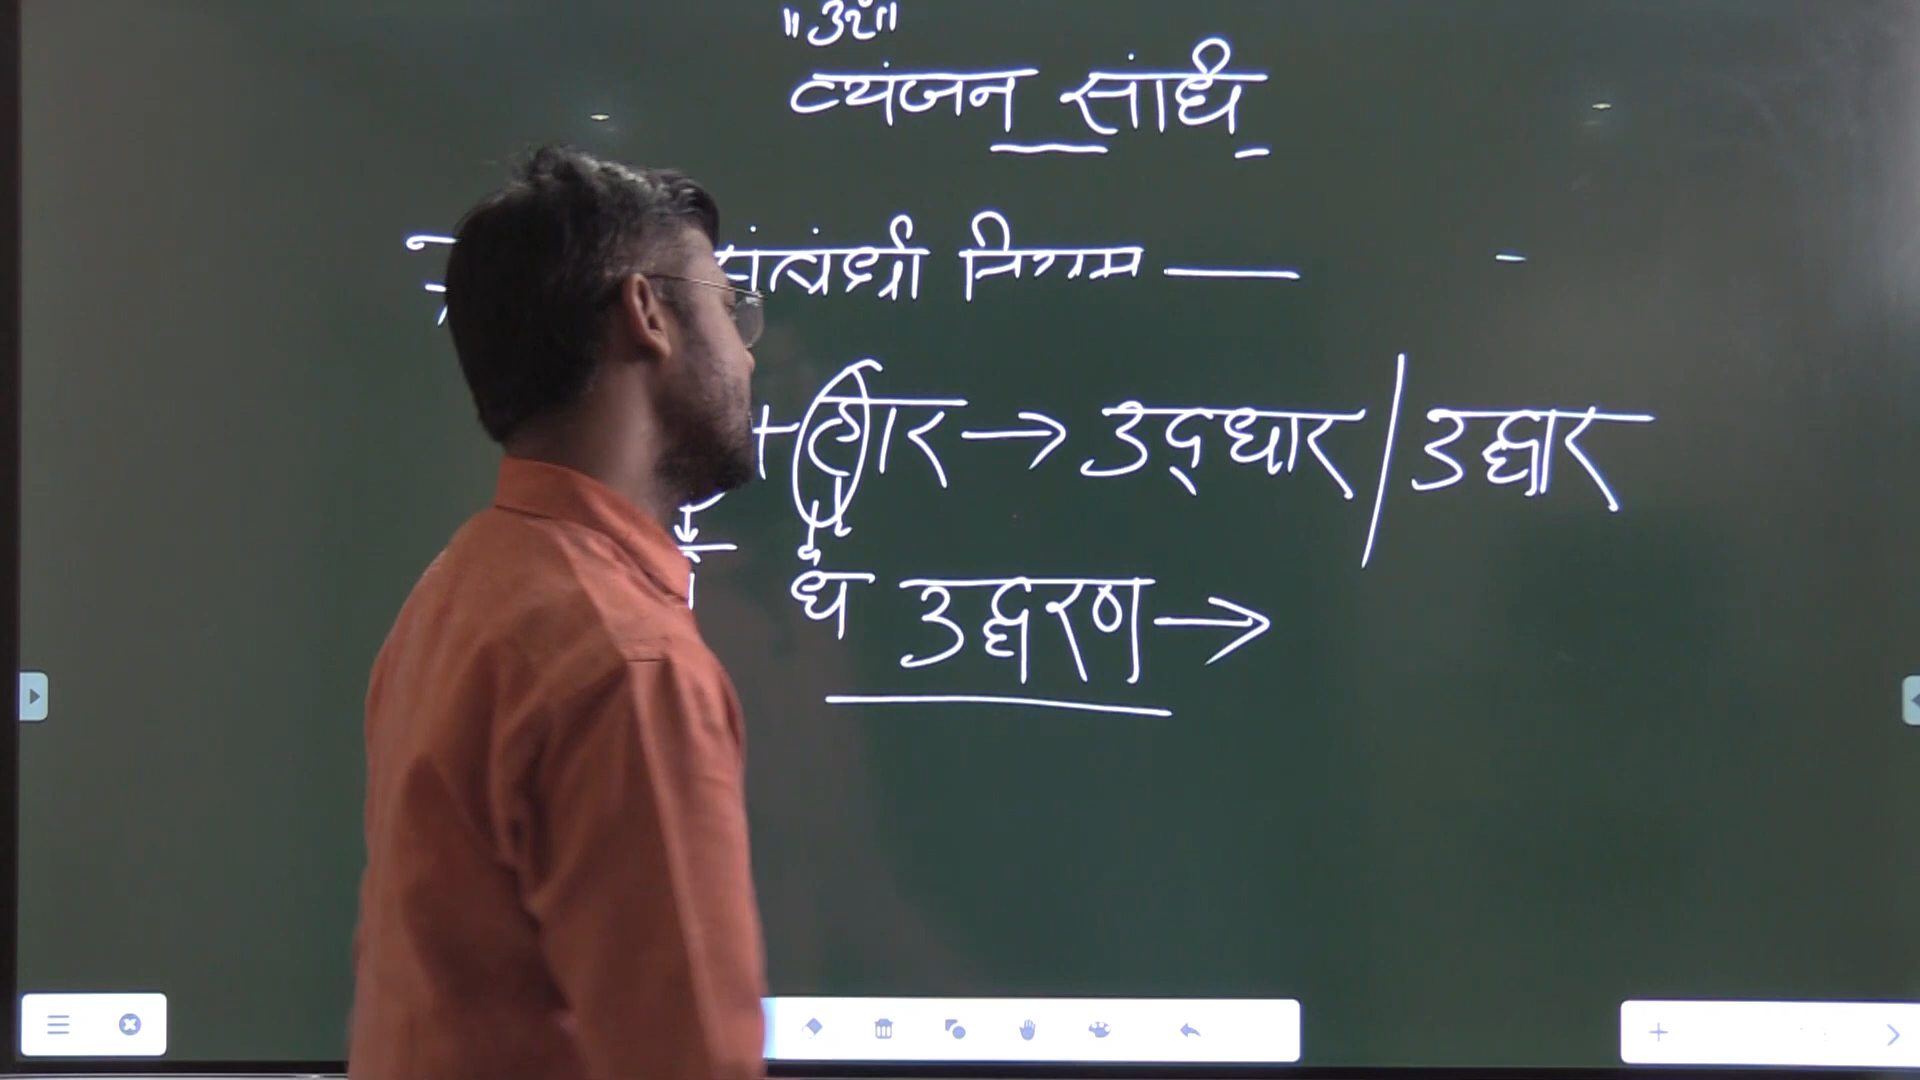 ॥ॐ॥
व्यंजन संधि
संबंधी नियम —
+ हार → उद्धार / उद्धार
ध उद्धरण →